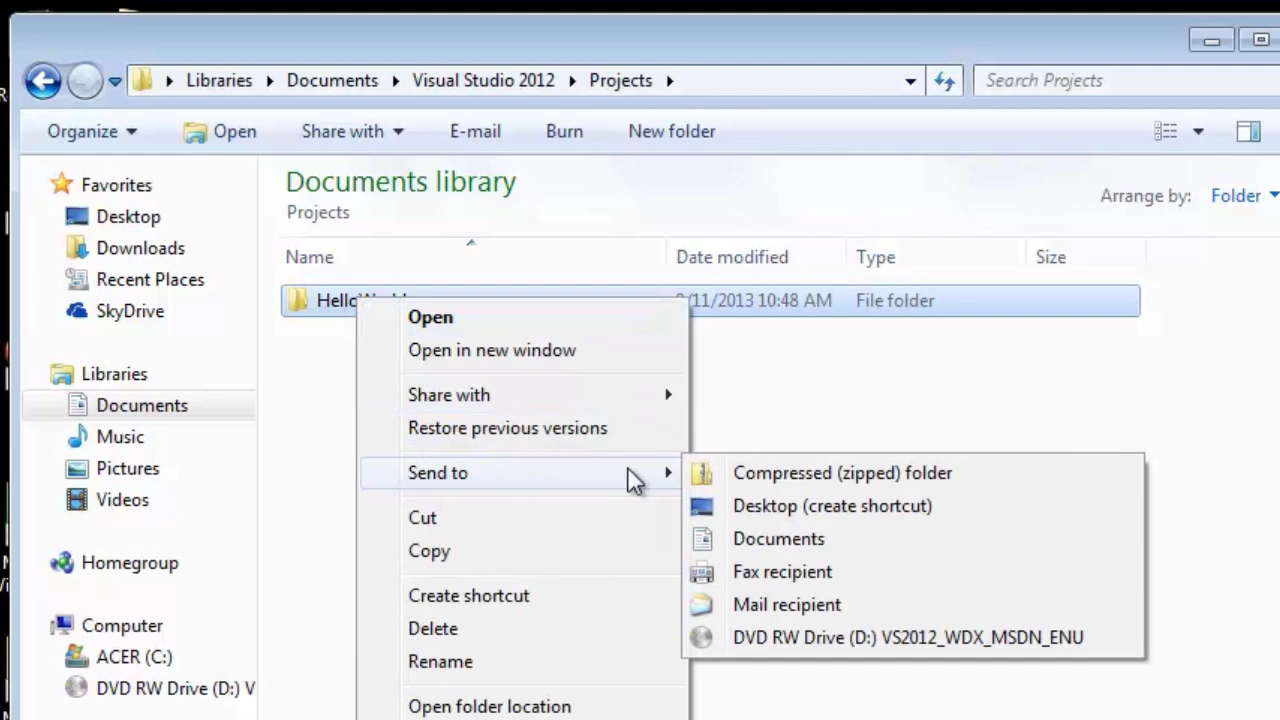 Libraries Documents Visual Studio 2012 Projects
Search Projects
Organize Open Share with E-mail Burn New folder
Favorites
Desktop
Downloads
Recent Places
SkyDrive
Libraries
Documents
Music
Pictures
Videos
Homegroup
Computer
ACER (C:)
DVD RW Drive (D:) V
Documents library
Projects
Arrange by: Folder
Name Date modified Type Size
/11/2013 10:48 AM File folder
Open
Open in new window
Share with
Restore previous versions
Send to
Cut
Copy
Create shortcut
Delete
Rename
Open folder location
Compressed (zipped) folder
Desktop (create shortcut)
Documents
Fax recipient
Mail recipient
DVD RW Drive (D:) VS2012_WDX_MSDN_ENU